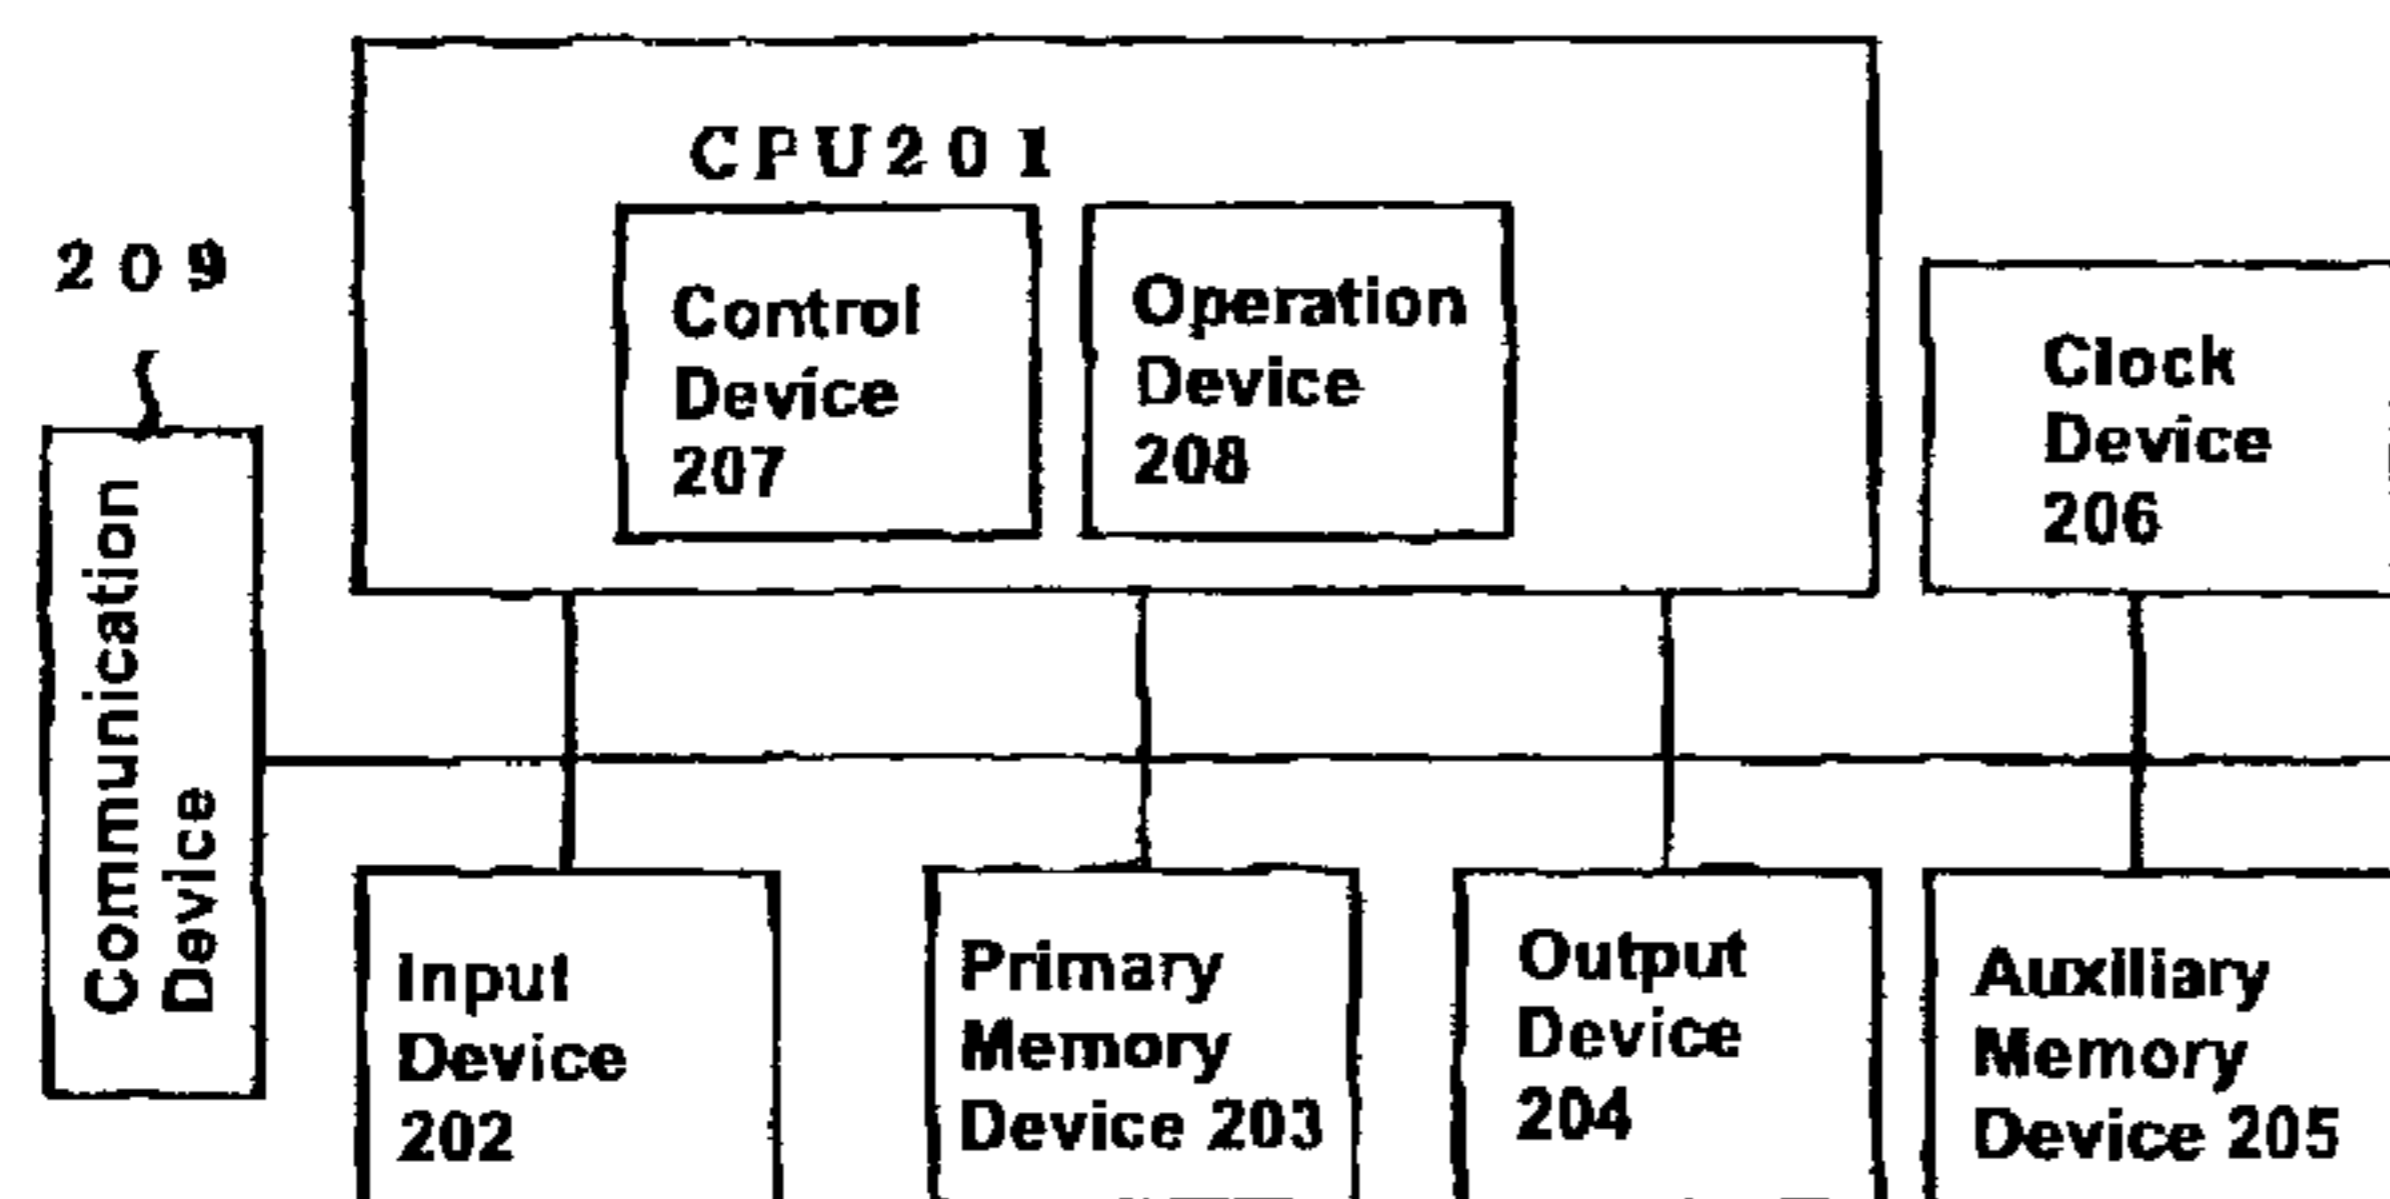 CPU201
209
Control
Device
207
Operation
Device
208
Clock
Device
206
Communication
Device
Input
Device
202
Primary
Memory
Device 203
Output
Device
204
Auxiliary
Memory
Device 205